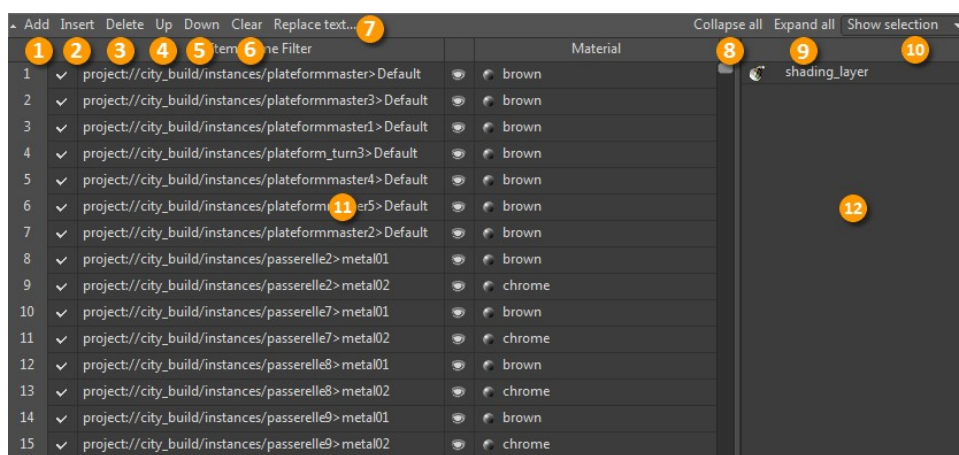 Add Insert Delete Up Down Clear Replace text... Collapse all Expand all Show selection
1 2 3 4 5 6 7 8 9 10
Filter Material
1 project://city_build/instances/plateformmaster>Default brown shading_layer
2 project://city_build/instances/plateformmaster3>Default brown
3 project://city_build/instances/plateformmaster1>Default brown
4 project://city_build/instances/plateform_turn3>Default brown
5 project://city_build/instances/plateformmaster4>Default brown
6 project://city_build/instances/plateform 11 er5>Default brown 12
7 project://city_build/instances/plateformmaster2>Default brown
8 project://city_build/instances/passerelle2>metal01 brown
9 project://city_build/instances/passerelle2>metal02 chrome
10 project://city_build/instances/passerelle7>metal01 brown
11 project://city_build/instances/passerelle7>metal02 chrome
12 project://city_build/instances/passerelle8>metal01 brown
13 project://city_build/instances/passerelle8>metal02 chrome
14 project://city_build/instances/passerelle9>metal01 brown
15 project://city_build/instances/passerelle9>metal02 chrome